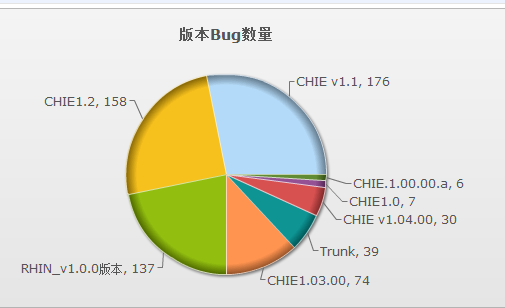 版本Bug数量
CHIE v1.1, 176
CHIE1.2, 158
CHIE.1.00.00.a, 6
CHIE1.0, 7
CHIE v1.04.00, 30
Trunk, 39
RHIN_v1.0.0版本, 137
CHIE1.03.00, 74